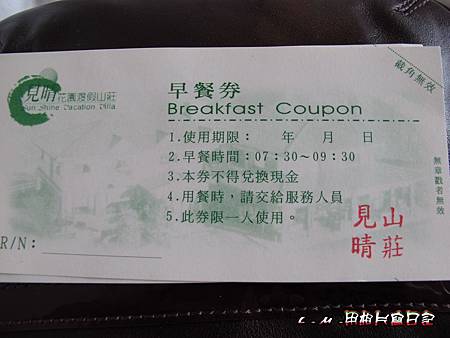 見晴花園渡假山莊
Sun Shine Vacation Villa
早餐券
Breakfast Coupon
截角無效
1.使用期限： 年 月 日
2.早餐時間：07:30～09:30
3.本券不得兌換現金
4.用餐時，請交給服務人員
5.此券限一人使用。
無章戳者無效
見山
晴莊
R/N：